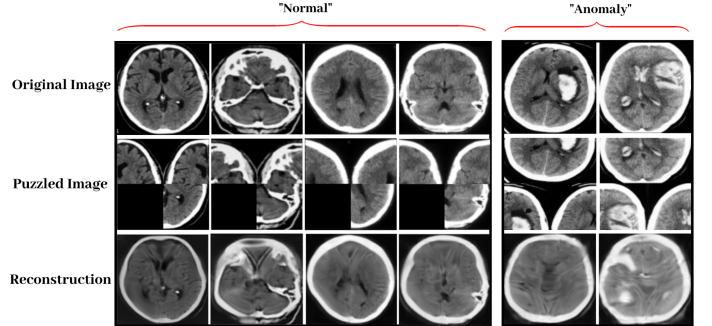 "Normal"
"Anomaly"
Original Image
Puzzled Image
Reconstruction